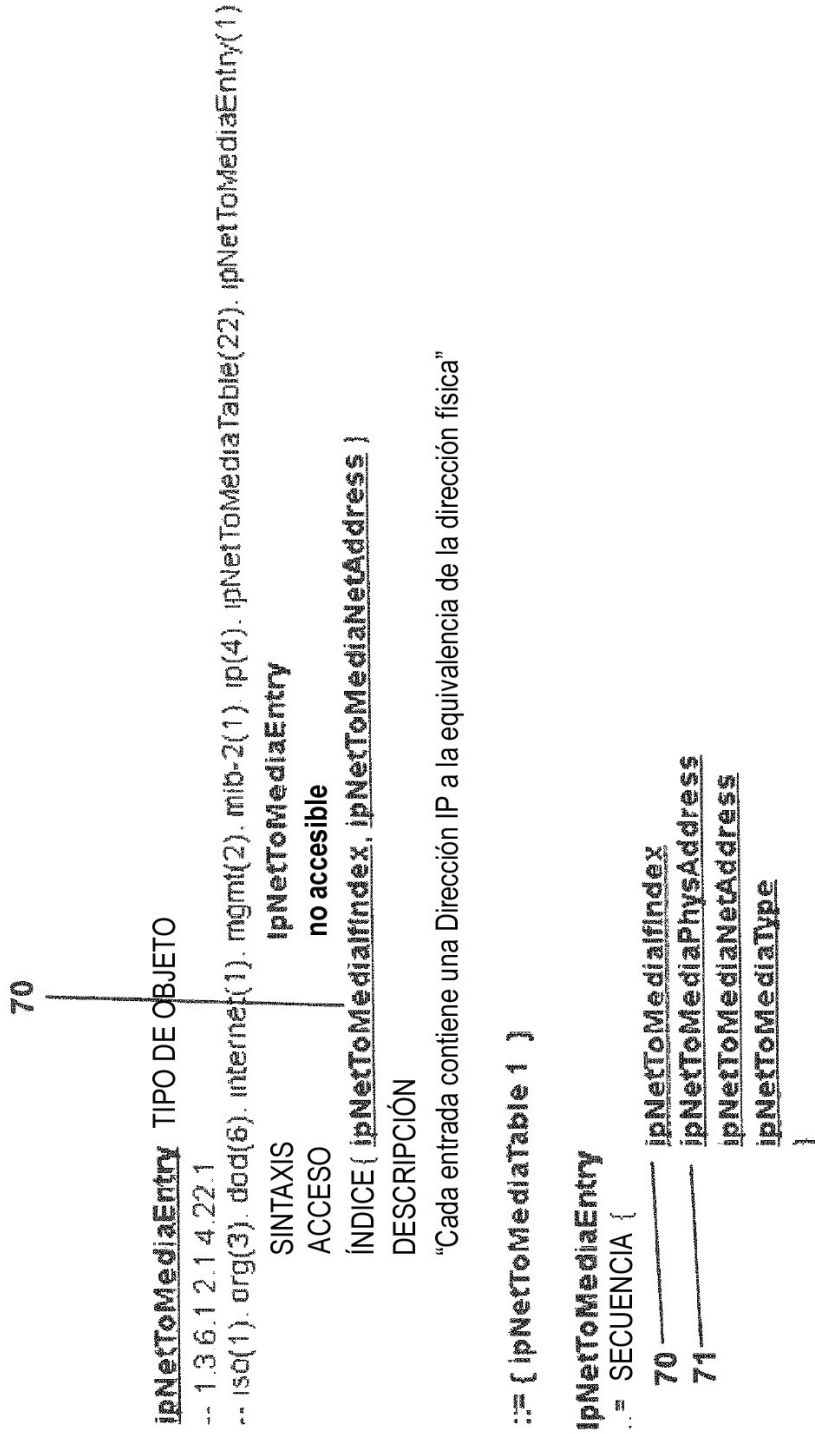 70
ipNetToMediaEntry TIPO DE OBJETO
-- 1.3.6.1.2.1.4.22.1
-- iso(1). org(3). dod(6). internet(1). mgmt(2). mib-2(1). ip(4). ipNetToMediaTable(22). ipNetToMediaEntry(1)
SINTAXIS IpNetToMediaEntry
ACCESO no accesible
ÍNDICE { ipNetToMediaIfIndex, ipNetToMediaNetAddress }
DESCRIPCIÓN
“Cada entrada contiene una Dirección IP a la equivalencia de la dirección física”
::= { ipNetToMediaTable 1 }
IpNetToMediaEntry
::= SECUENCIA {
70 ipNetToMediaIfIndex
71 ipNetToMediaPhysAddress
ipNetToMediaNetAddress
ipNetToMediaType
}